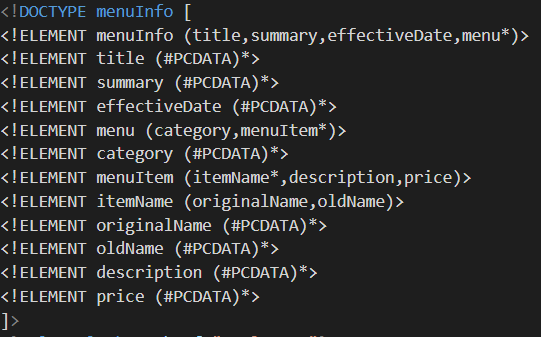 <!DOCTYPE menuInfo [
<!ELEMENT menuInfo (title,summary,effectiveDate,menu*)>
<!ELEMENT title (#PCDATA)*>
<!ELEMENT summary (#PCDATA)*>
<!ELEMENT effectiveDate (#PCDATA)*>
<!ELEMENT menu (category,menuItem*)>
<!ELEMENT category (#PCDATA)*>
<!ELEMENT menuItem (itemName*,description,price)>
<!ELEMENT itemName (originalName,oldName)>
<!ELEMENT originalName (#PCDATA)*>
<!ELEMENT oldName (#PCDATA)*>
<!ELEMENT description (#PCDATA)*>
<!ELEMENT price (#PCDATA)*>
]>